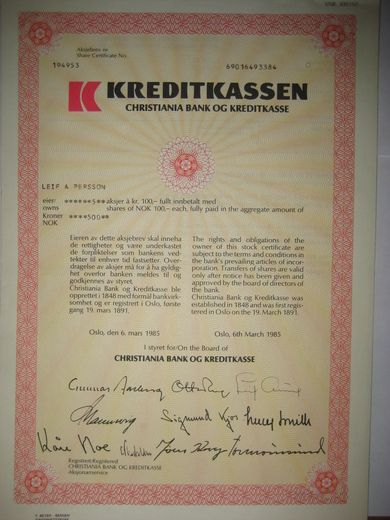 Aksjebrev nr
Share Certificate No.
194953 69016493384 0
KREDITKASSEN
CHRISTIANIA BANK OG KREDITKASSE
LEIF A PERSSON
eier/ owns *****5** aksjer à kr. 100,– fullt innbetalt med
shares of NOK 100,– each, fully paid in the aggregate amount of
Kroner
NOK ****500**
Eieren av dette aksjebrev skal inneha
de rettigheter og være underkastet
de forpliktelser som bankens ved-
tekter til enhver tid fastsetter. Over-
dragelse av aksjer må for å ha gyldig-
het overfor banken meldes til og
godkjennes av styret.
Christiania Bank og Kreditkasse ble
opprettet i 1848 med formål bankvirk-
somhet og er registrert i Oslo, første
gang 19. mars 1891.
Oslo, den 6. mars 1985
The rights and obligations of the
owner of this stock certificate are
subject to the terms and conditions in
the bank's prevailing articles of incor-
poration. Transfers of shares are valid
only after notice has been given and
approved by the board of directors of
the bank.
Christiania Bank og Kreditkasse was
established in 1848 and was first regis-
tered in Oslo on the 19. March 1891.
Oslo, 6th March 1985
I styret for/On the Board of
CHRISTIANIA BANK OG KREDITKASSE
Sigmund
Kåre Moe
Registrert/Registered
CHRISTIANIA BANK OG KREDITKASSE
Aksjonærservice